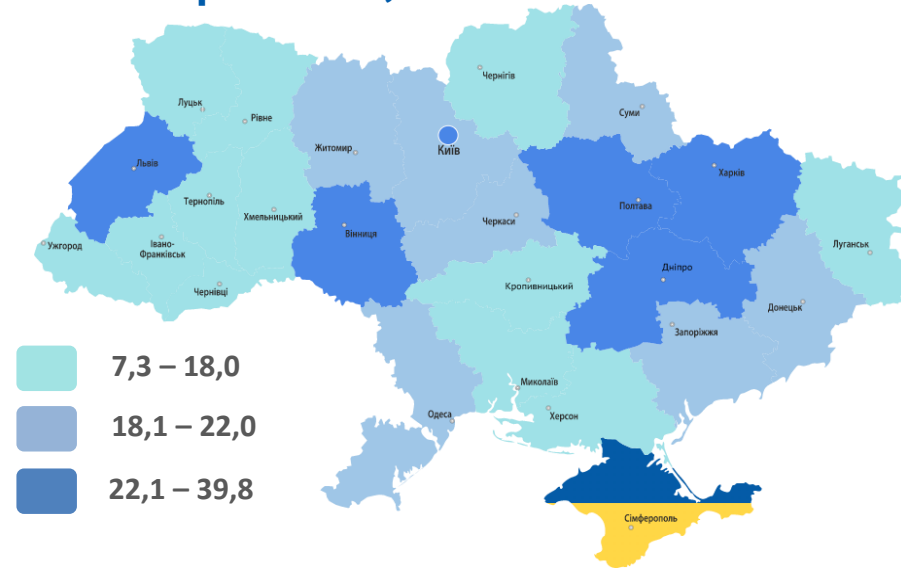 Чернігів
Луцьк
Рівне
Суми
Київ
Житомир
Львів
Харків
Тернопіль
Полтава
Хмельницький
Черкаси
Вінниця
Ужгород
Івано-
Франківськ
Луганськ
Дніпро
Чернівці
Кропивницький
Донецьк
Запоріжжя
7,3 – 18,0
Миколаїв
Одеса
Херсон
18,1 – 22,0
22,1 – 39,8
Сімферополь